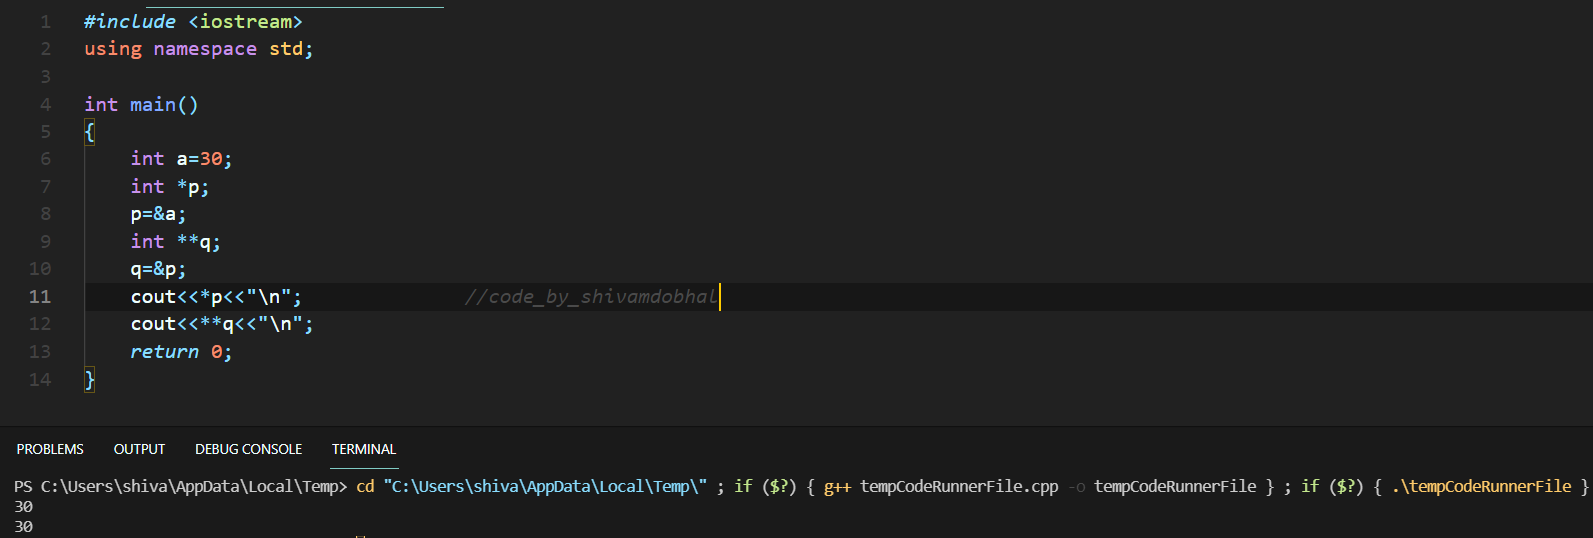 1 #include <iostream>
2 using namespace std;
3
4 int main()
5 {
6 int a=30;
7 int *p;
8 p=&a;
9 int **q;
10 q=&p;
11 cout<<*p<<"\n"; //code_by_shivamdobhal
12 cout<<**q<<"\n";
13 return 0;
14 }
PROBLEMS OUTPUT DEBUG CONSOLE TERMINAL
PS C:\Users\shiva\AppData\Local\Temp> cd "C:\Users\shiva\AppData\Local\Temp\" ; if ($?) { g++ tempCodeRunnerFile.cpp -o tempCodeRunnerFile } ; if ($?) { .\tempCodeRunnerFile }
30
30